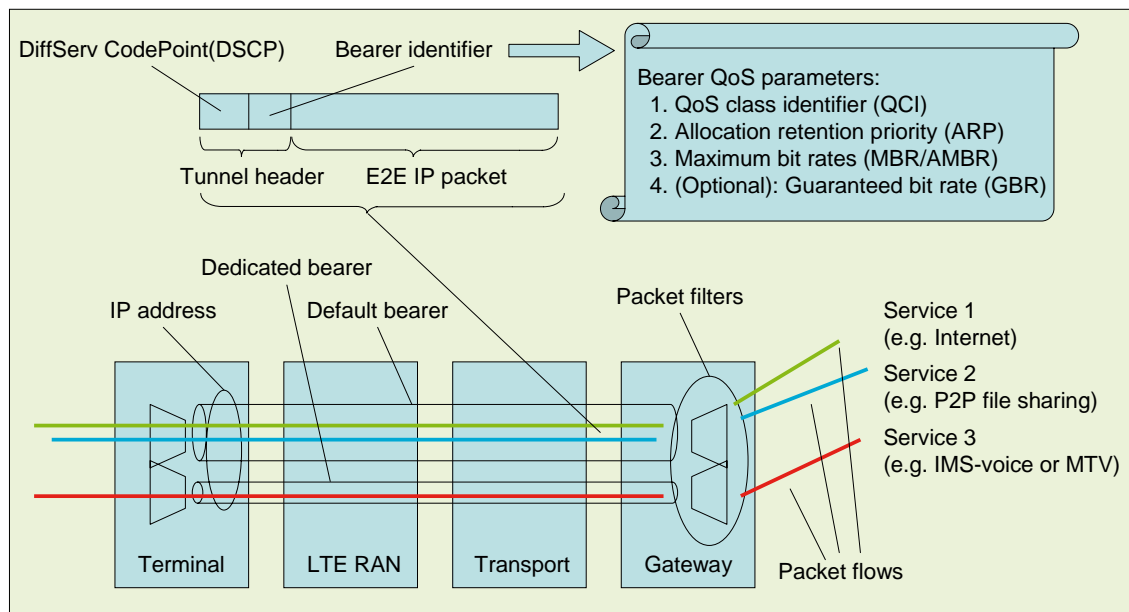 DiffServ CodePoint(DSCP)
Bearer identifier
Bearer QoS parameters:
1. QoS class identifier (QCI)
2. Allocation retention priority (ARP)
3. Maximum bit rates (MBR/AMBR)
4. (Optional): Guaranteed bit rate (GBR)
Tunnel header
E2E IP packet
Dedicated bearer
IP address
Default bearer
Packet filters
Service 1
(e.g. Internet)
Service 2
(e.g. P2P file sharing)
Service 3
(e.g. IMS-voice or MTV)
Terminal
LTE RAN
Transport
Gateway
Packet flows